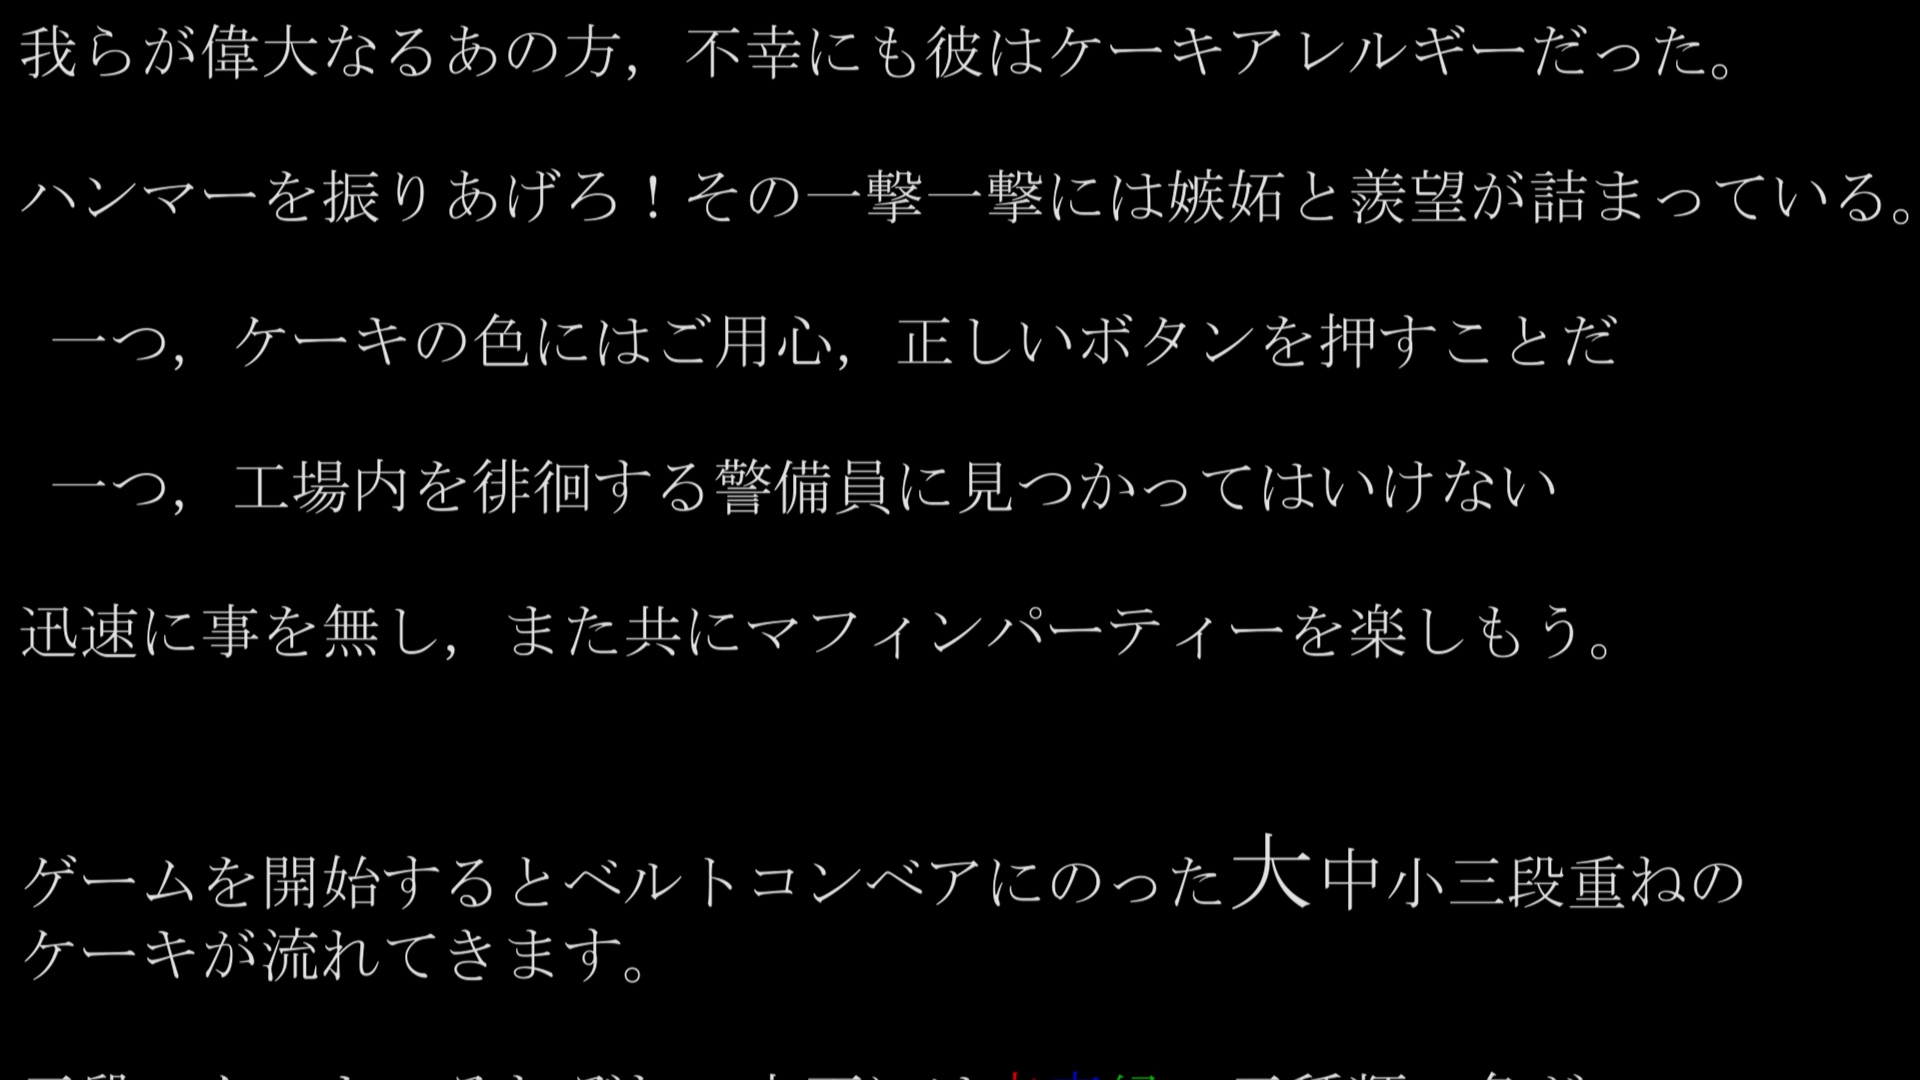 我らが偉大なるあの方，不幸にも彼はケーキアレルギーだった。
ハンマーを振りあげろ！その一撃一撃には嫉妬と羨望が詰まっている。
一つ，ケーキの色にはご用心，正しいボタンを押すことだ
一つ，工場内を徘徊する警備員に見つかってはいけない
迅速に事を無し，また共にマフィンパーティーを楽しもう。
ゲームを開始するとベルトコンベアにのった大中小三段重ねの
ケーキが流れてきます。